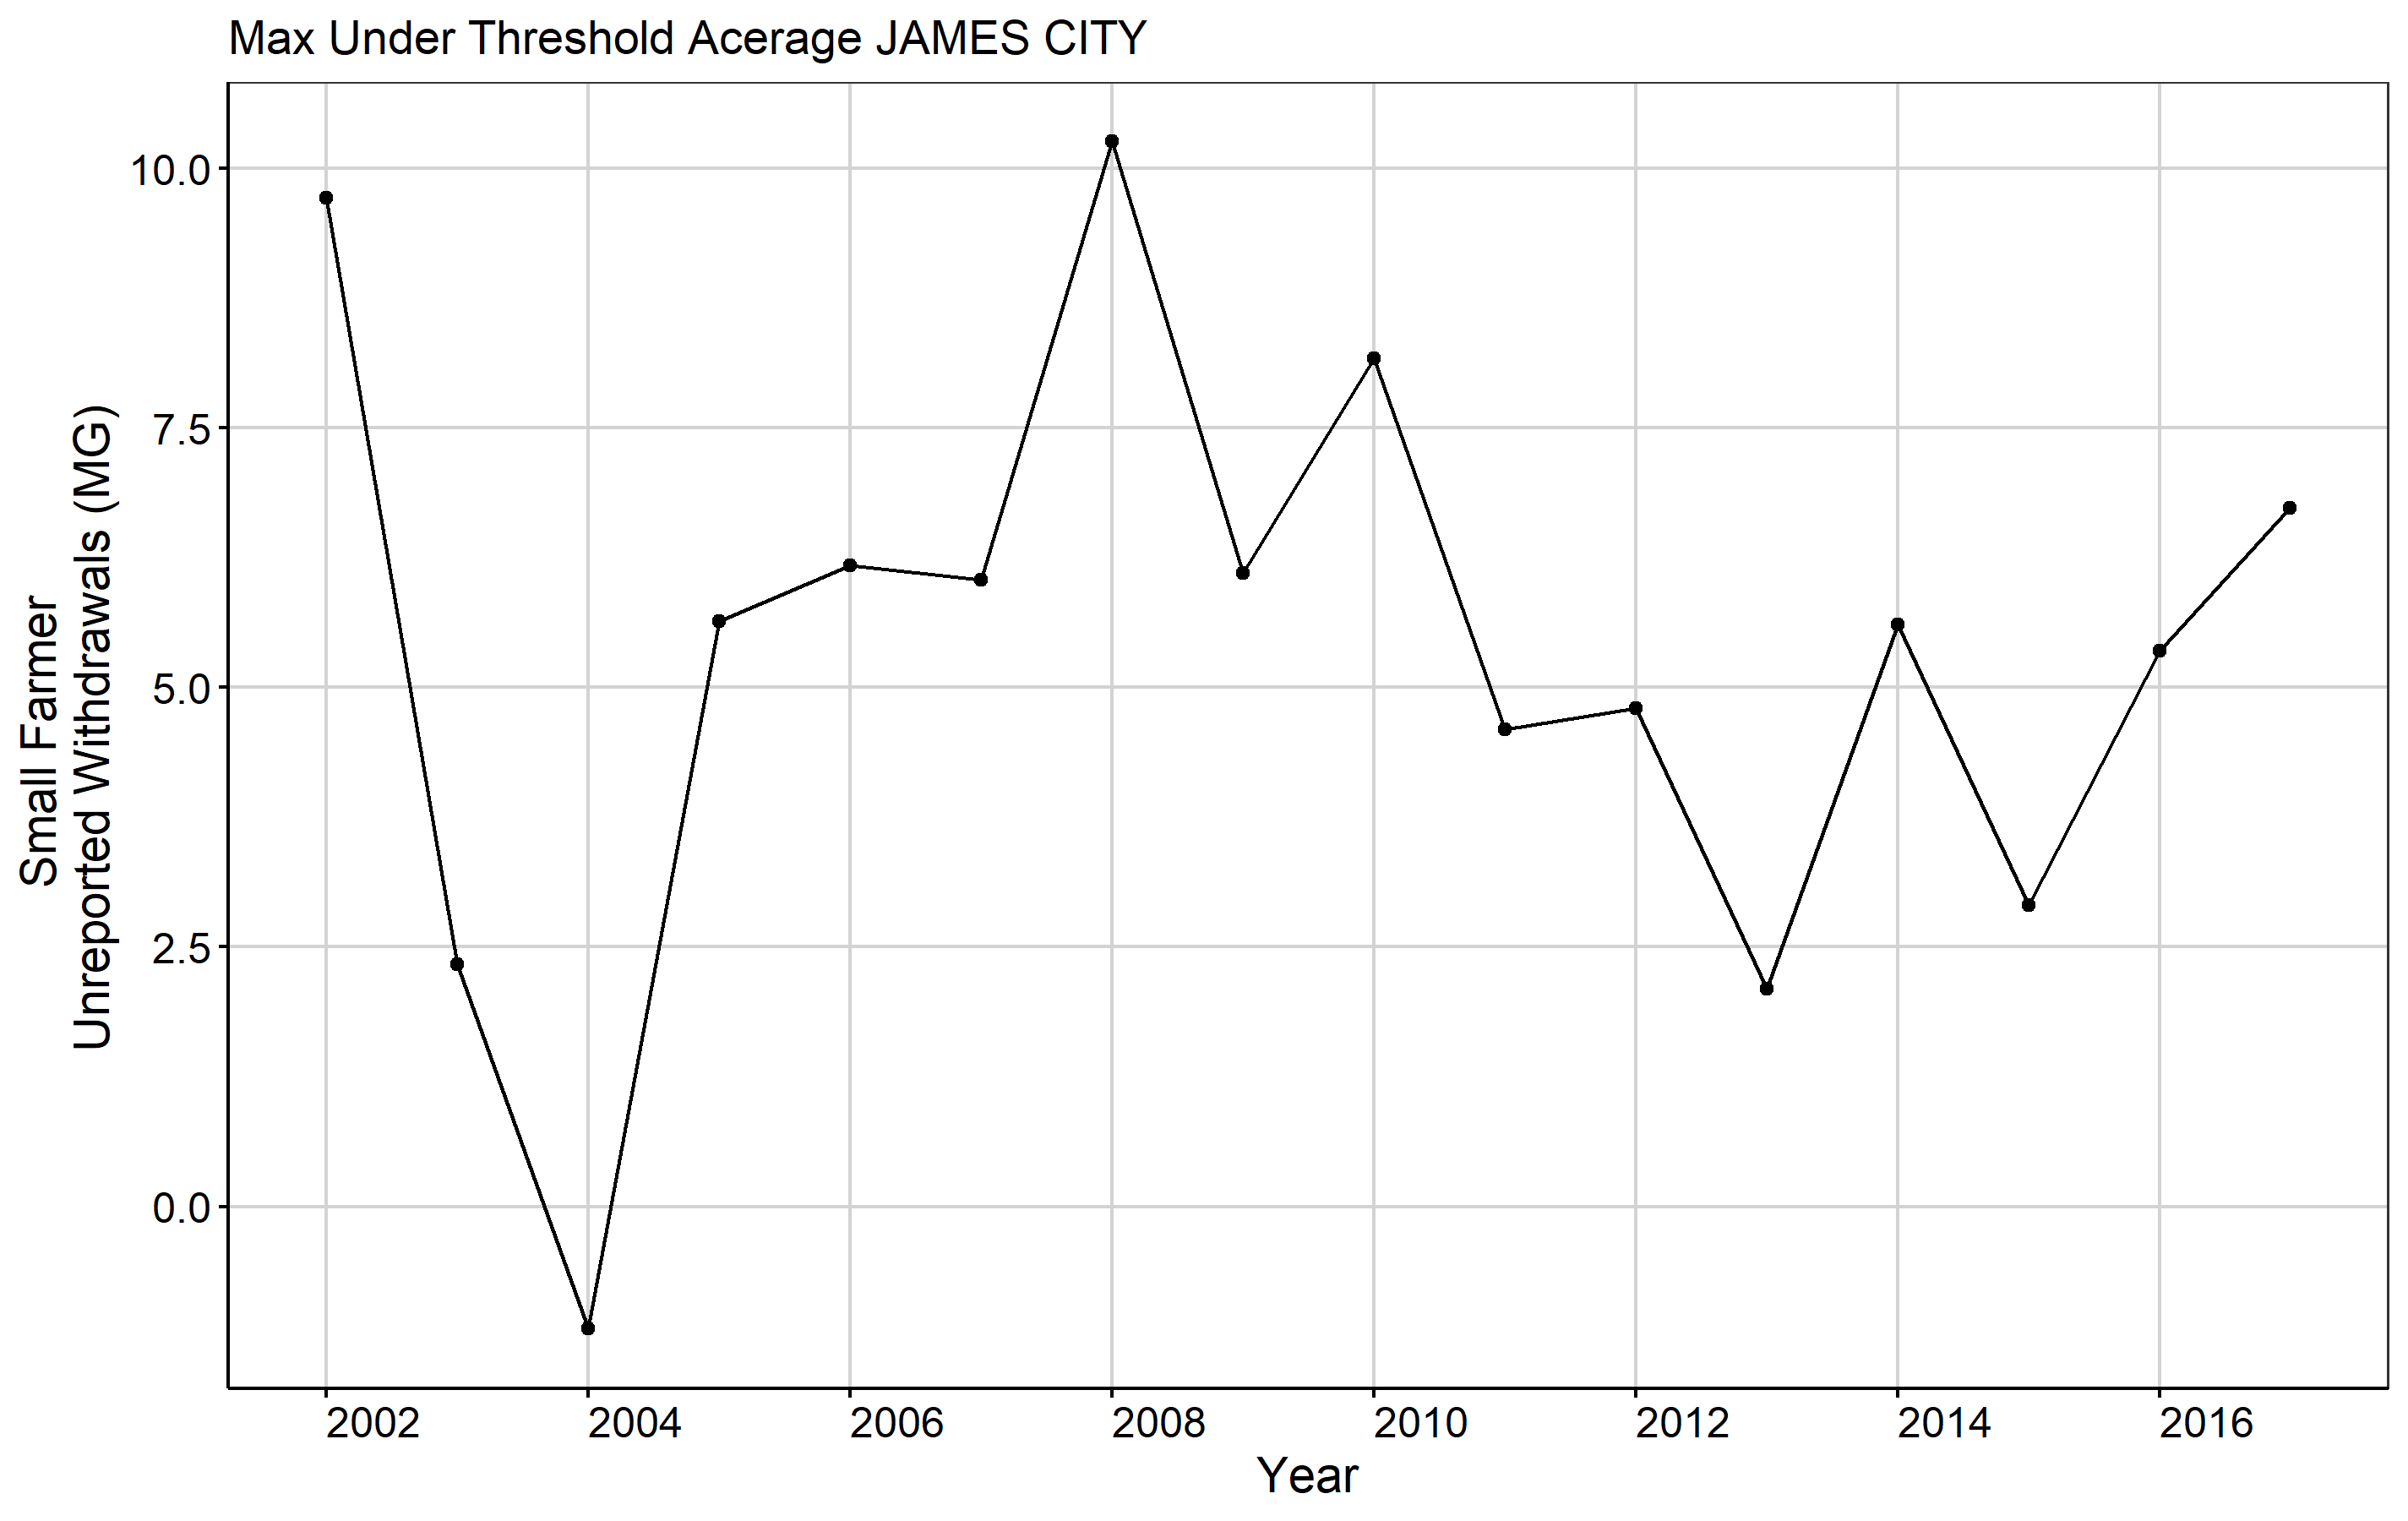 Max Under Threshold Acerage JAMES CITY
Small Farmer
Unreported Withdrawals (MG)
10.0
7.5
5.0
2.5
0.0
2002 2004 2006 2008 2010 2012 2014 2016
Year